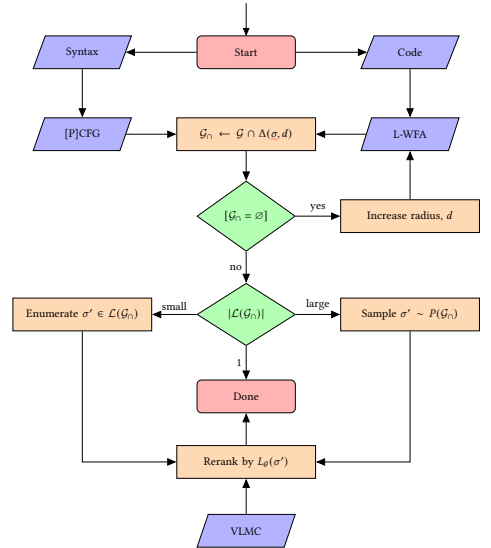 Syntax
Start
Code
[P]CFG
𝒢∩ ← 𝒢 ∩ Δ(σ̰, d)
L-WFA
[𝒢∩ = ∅]
yes
Increase radius, d
no
Enumerate σ′ ∈ ℒ(𝒢∩)
small
|ℒ(𝒢∩)|
large
Sample σ′ ∼ P(𝒢∩)
1
Done
Rerank by L_θ(σ′)
VLMC